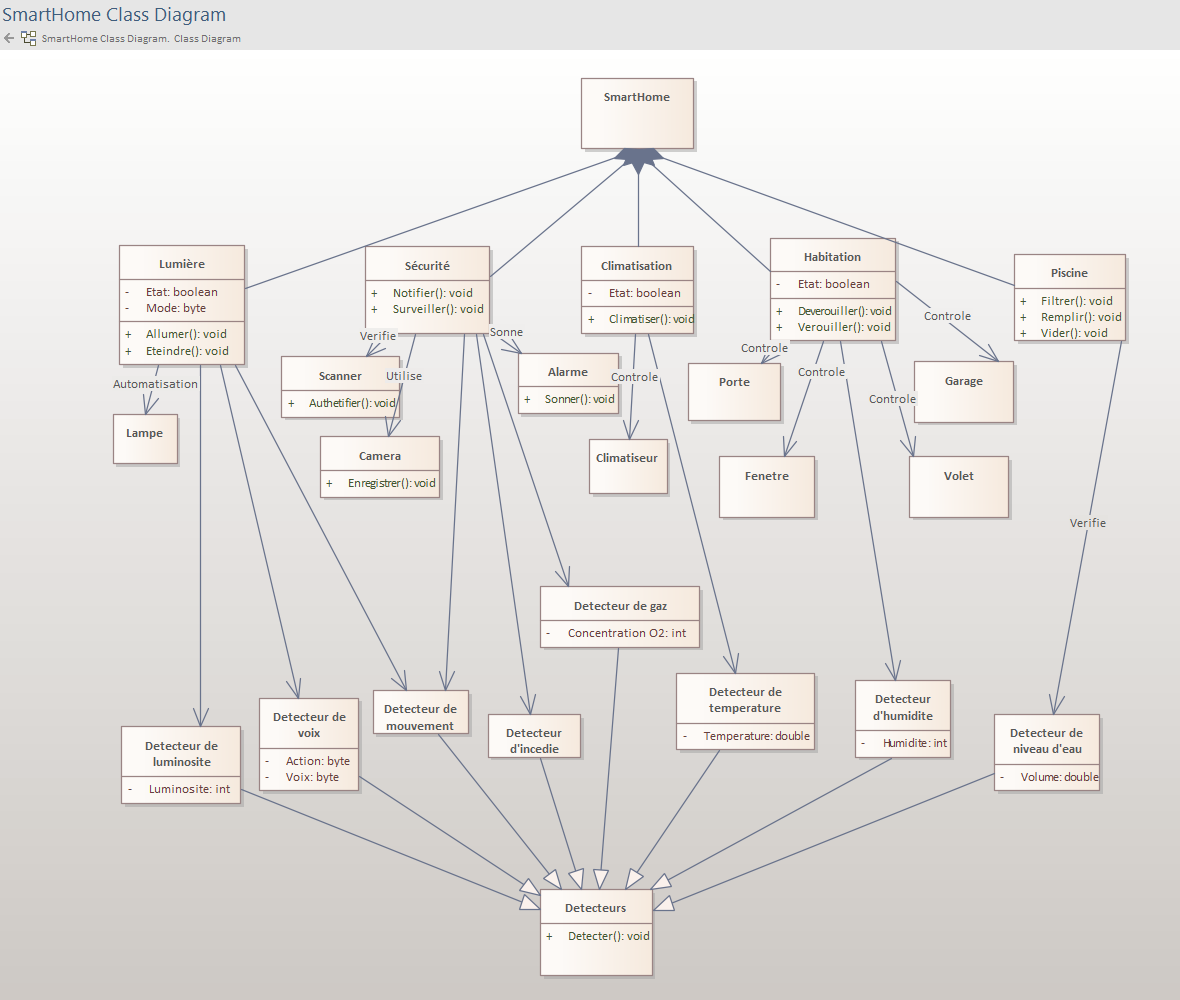 SmartHome Class Diagram
SmartHome Class Diagram. Class Diagram
SmartHome
Lumière
- Etat: boolean
- Mode: byte
+ Allumer(): void
+ Eteindre(): void
Sécurité
+ Notifier(): void
+ Surveiller(): void
Climatisation
- Etat: boolean
+ Climatiser(): void
Habitation
- Etat: boolean
+ Deverouiller(): void
+ Verouiller(): void
Piscine
+ Filtrer(): void
+ Remplir(): void
+ Vider(): void
Verifie
Sonne
Controle
Controle
Automatisation
Utilise
Controle
Controle
Controle
Scanner
+ Authetifier(): void
Alarme
+ Sonner(): void
Porte
Garage
Lampe
Camera
+ Enregistrer(): void
Climatiseur
Fenetre
Volet
Verifie
Detecteur de gaz
- Concentration O2: int
Detecteur de
luminosite
- Luminosite: int
Detecteur de
voix
- Action: byte
- Voix: byte
Detecteur de
mouvement
Detecteur
d'incedie
Detecteur de
temperature
- Temperature: double
Detecteur
d'humidite
- Humidite: int
Detecteur de
niveau d'eau
- Volume: double
Detecteurs
+ Detecter(): void